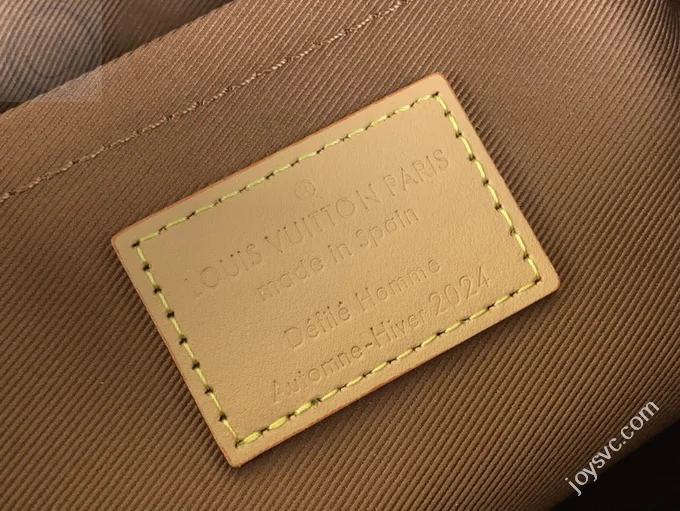 LOUIS VUITTON PARIS
made in Spain
Défilé Homme
Automne-Hiver 2024
joysvc.com